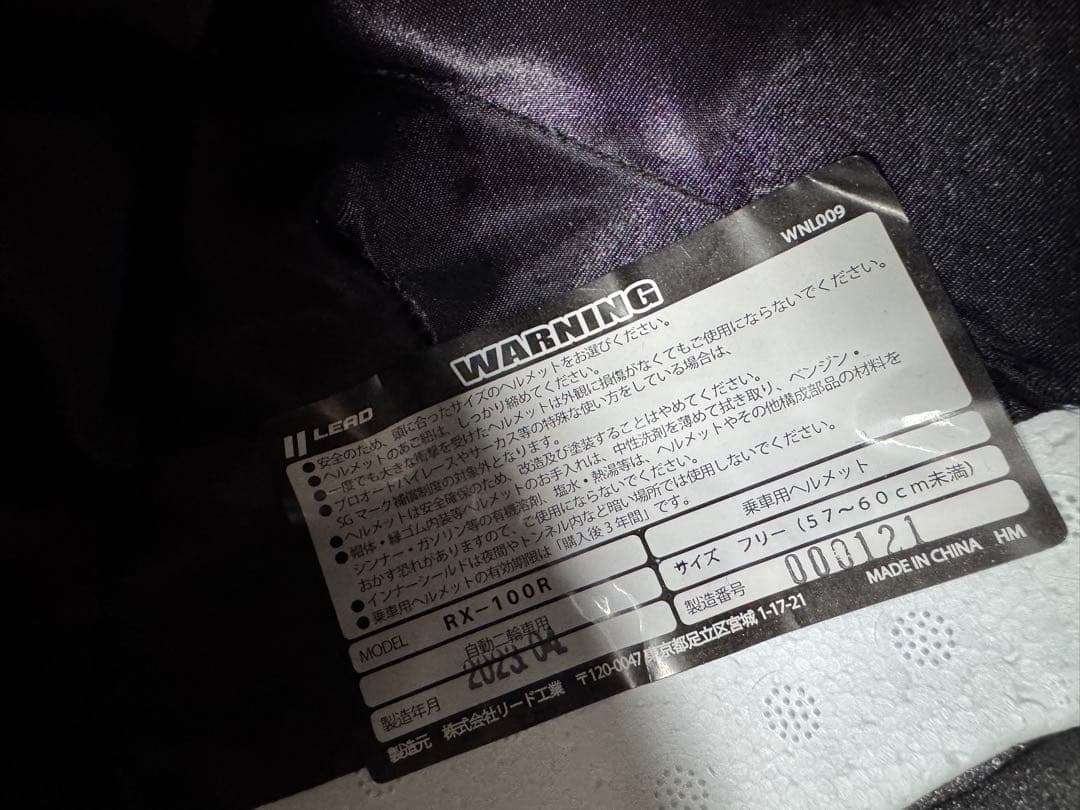 WNL009
WARNING
LEAD
●安全のため、頭に合ったサイズのヘルメットをお選びください。
●ヘルメットのあご紐は、しっかり締めてください。
●一度でも大きな衝撃を受けたヘルメットは外観に損傷がなくてもご使用にならないでください。
●プロオートバイレースやサーカス等の特殊な使い方をしている場合は、
SGマーク補償制度の対象外となります。
●ヘルメットは安全確保のため、改造及び塗装することはやめてください。
●帽体・縁ゴム内装等ヘルメットのお手入れは、中性洗剤を薄めて拭き取り、ベンジン・
シンナー・ガソリン等の有機溶剤、塩水・熱湯等は、ヘルメットやその他構成部品の材料を
おかす恐れがありますので、ご使用にならないでください。
●インナーシールドは夜間やトンネル内など暗い場所では使用しないでください。
●乗車用ヘルメットの有効期限は「購入後3年間」です。
乗車用ヘルメット
MODEL RX-100R
サイズ フリー(57〜60cm未満)
自動二輪車用
製造番号 000121
製造年月 2023 04
MADE IN CHINA HM
製造元 株式会社リード工業 〒120-0047 東京都足立区宮城1-17-21